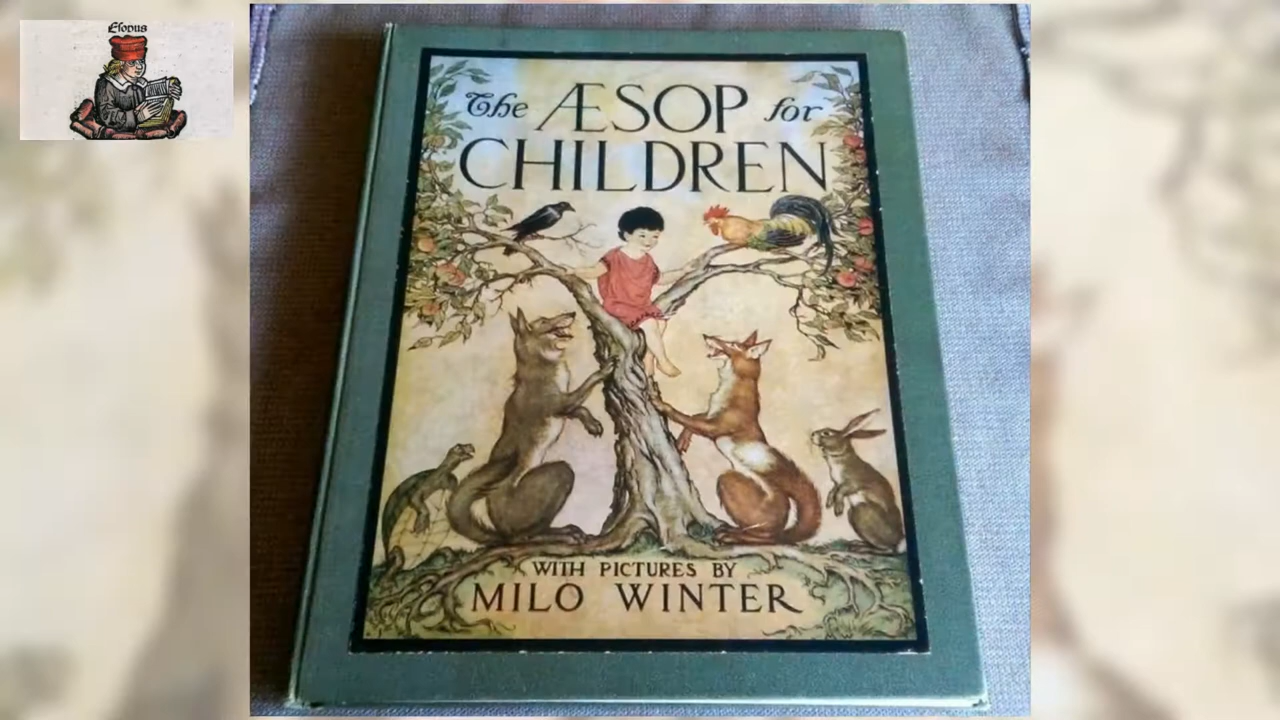 Esopus
The ÆSOP for
CHILDREN
WITH PICTURES BY
MILO WINTER